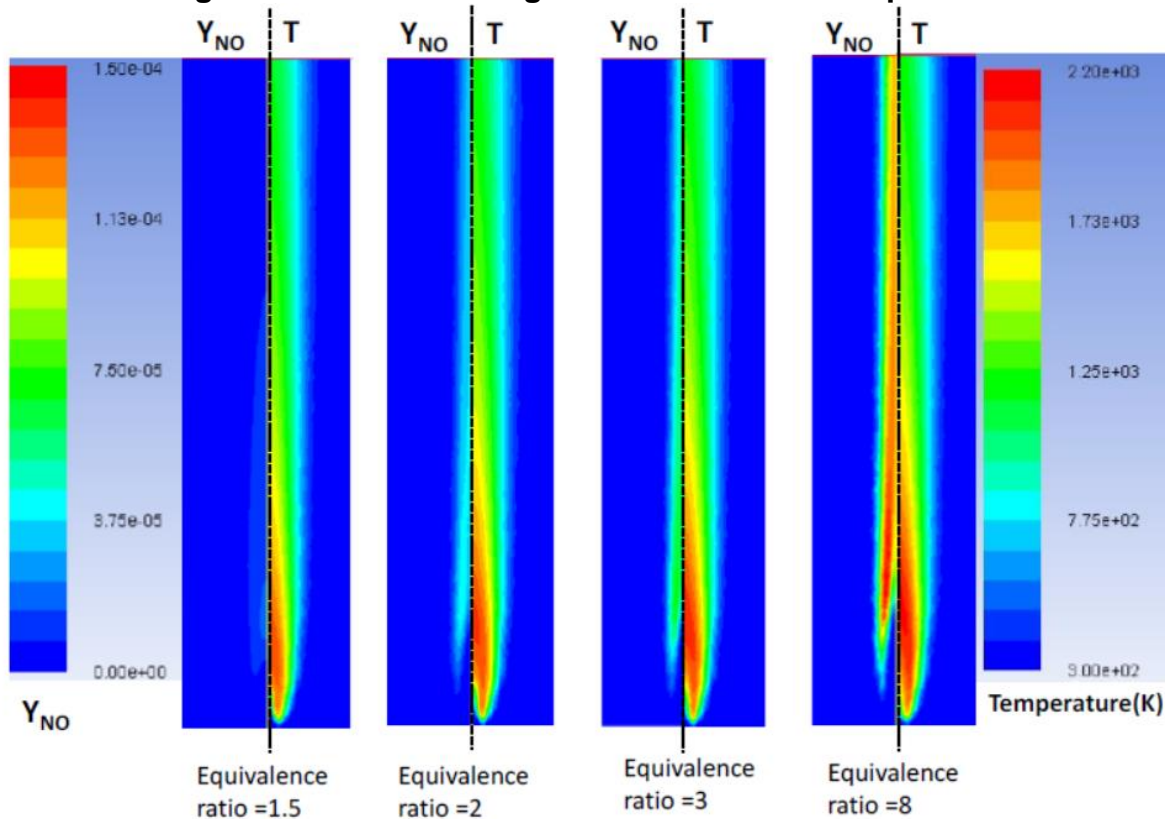 Y_NO T Y_NO T Y_NO T Y_NO T
1.50e-04
1.13e-04
7.50e-05
3.75e-05
0.00e+00
Y_NO
2.20e+03
1.73e+03
1.25e+03
7.75e+02
3.00e+02
Temperature(K)
Equivalence
ratio =1.5
Equivalence
ratio =2
Equivalence
ratio =3
Equivalence
ratio =8